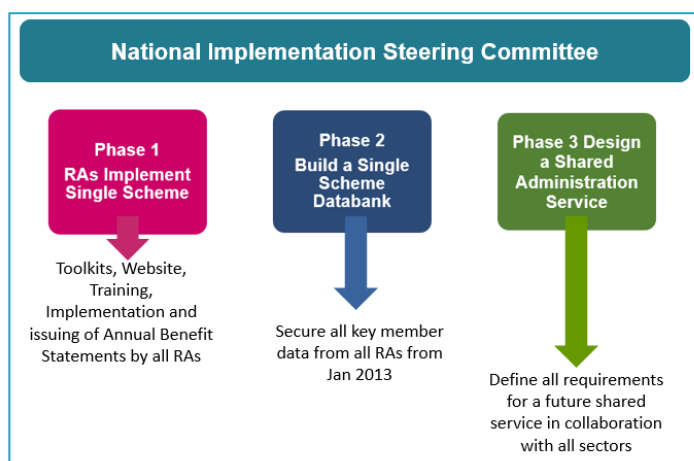 National Implementation Steering Committee
Phase 1
RAs Implement
Single Scheme
Toolkits, Website,
Training,
Implementation and
issuing of Annual Benefit
Statements by all RAs
Phase 2
Build a Single
Scheme
Databank
Secure all key member
data from all RAs from
Jan 2013
Phase 3 Design
a Shared
Administration
Service
Define all requirements
for a future shared
service in collaboration
with all sectors